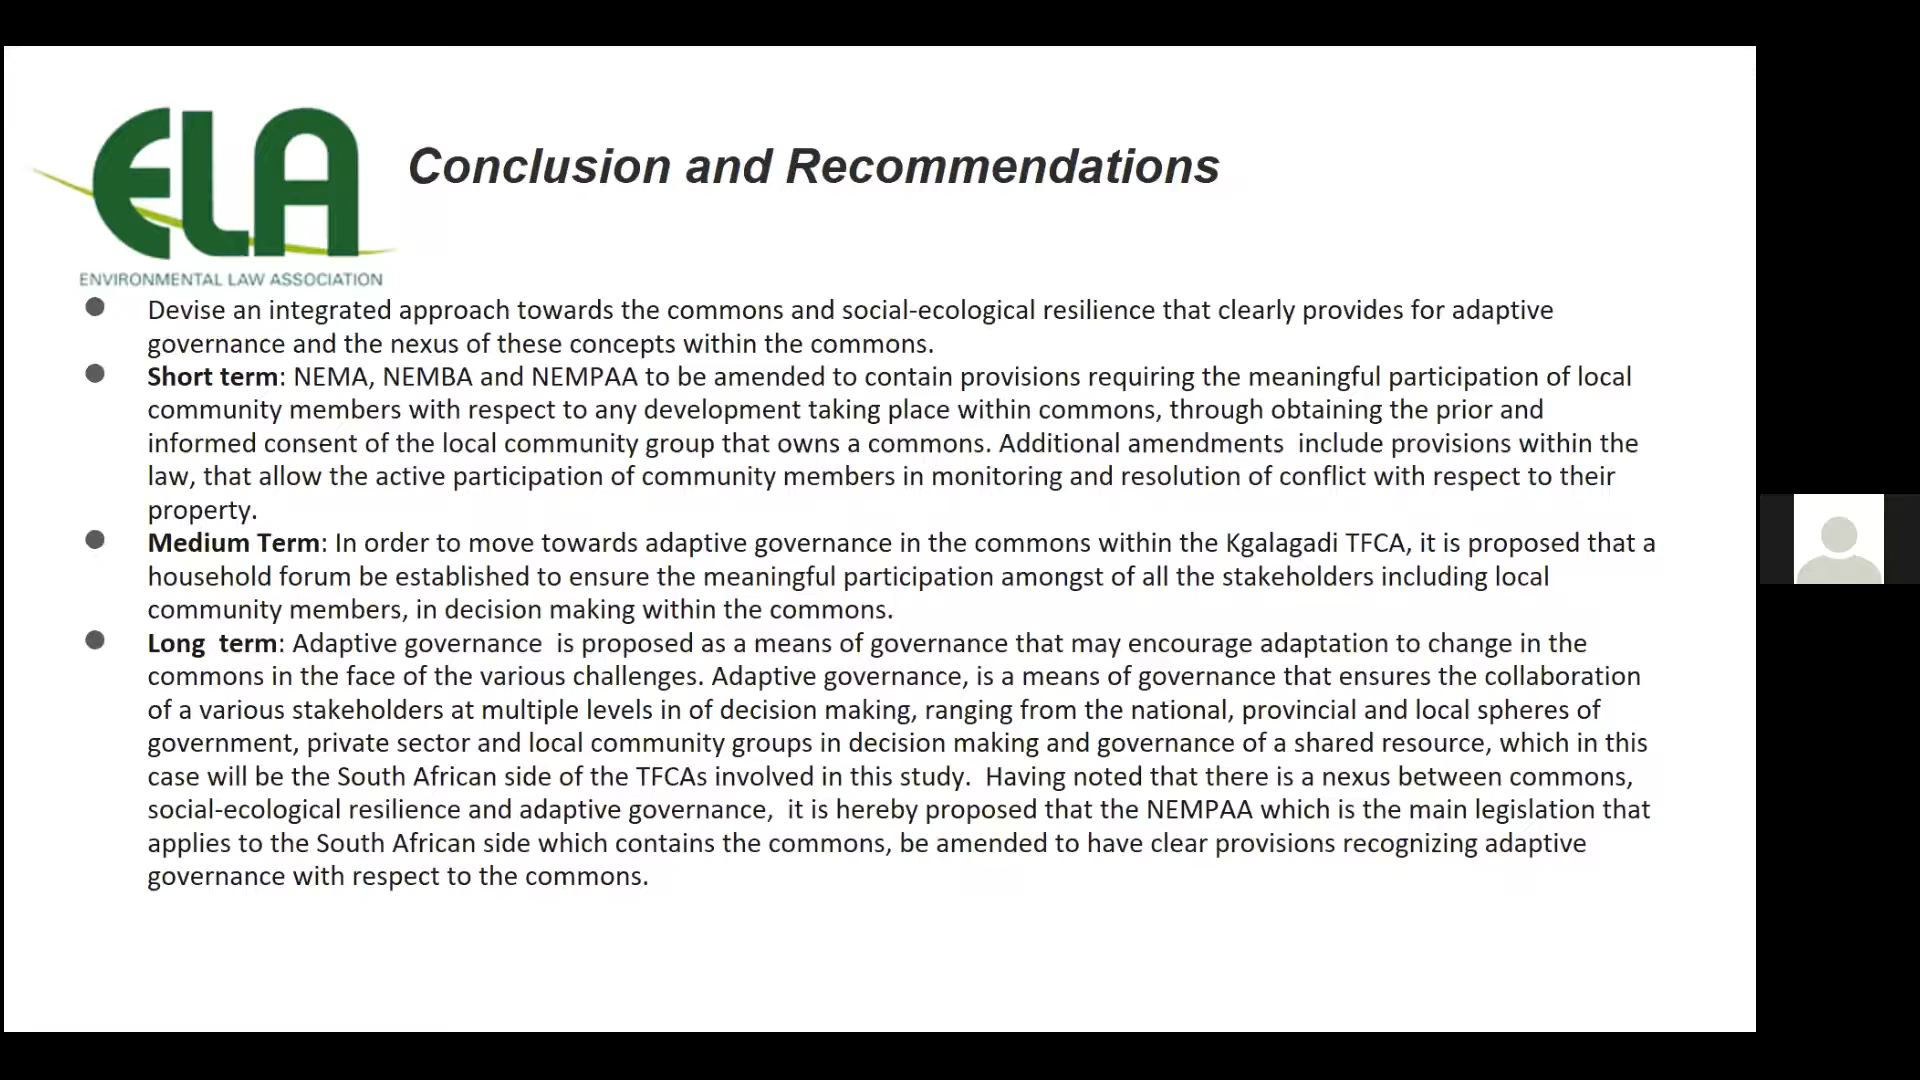 ELA
ENVIRONMENTAL LAW ASSOCIATION
Conclusion and Recommendations
● Devise an integrated approach towards the commons and social-ecological resilience that clearly provides for adaptive
governance and the nexus of these concepts within the commons.
● Short term: NEMA, NEMBA and NEMPAA to be amended to contain provisions requiring the meaningful participation of local
community members with respect to any development taking place within commons, through obtaining the prior and
informed consent of the local community group that owns a commons. Additional amendments  include provisions within the
law, that allow the active participation of community members in monitoring and resolution of conflict with respect to their
property.
● Medium Term: In order to move towards adaptive governance in the commons within the Kgalagadi TFCA, it is proposed that a
household forum be established to ensure the meaningful participation amongst of all the stakeholders including local
community members, in decision making within the commons.
● Long  term: Adaptive governance  is proposed as a means of governance that may encourage adaptation to change in the
commons in the face of the various challenges. Adaptive governance, is a means of governance that ensures the collaboration
of a various stakeholders at multiple levels in of decision making, ranging from the national, provincial and local spheres of
government, private sector and local community groups in decision making and governance of a shared resource, which in this
case will be the South African side of the TFCAs involved in this study.  Having noted that there is a nexus between commons,
social-ecological resilience and adaptive governance,  it is hereby proposed that the NEMPAA which is the main legislation that
applies to the South African side which contains the commons, be amended to have clear provisions recognizing adaptive
governance with respect to the commons.